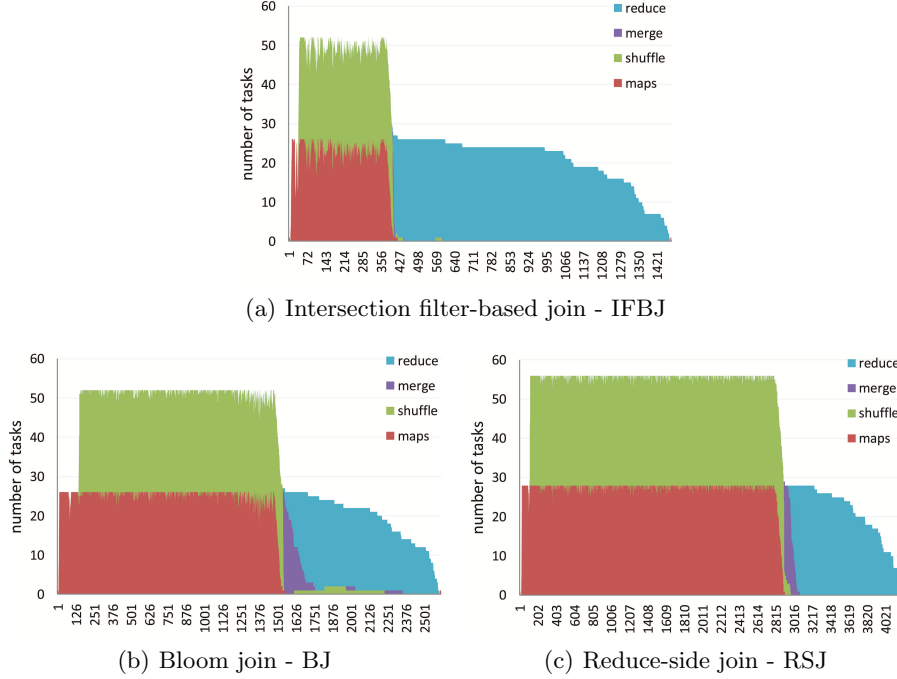 60
50
40
30
20
10
0
number of tasks
reduce
merge
shuffle
maps
1 72 143 214 285 356 427 569 640 711 782 853 924 995 1066 1137 1208 1279 1350 1421
(a) Intersection filter-based join - IFBJ
60
50
40
30
20
10
0
number of tasks
reduce
merge
shuffle
maps
1 126 251 376 501 626 751 876 1001 1126 1251 1376 1501 1626 1751 1876 2001 2126 2251 2376 2501
(b) Bloom join - BJ
60
50
40
30
20
10
0
number of tasks
reduce
merge
shuffle
maps
1 202 403 604 805 1006 1207 1408 1609 1810 2011 2212 2413 2614 2815 3016 3217 3418 3619 3820 4021
(c) Reduce-side join - RSJ